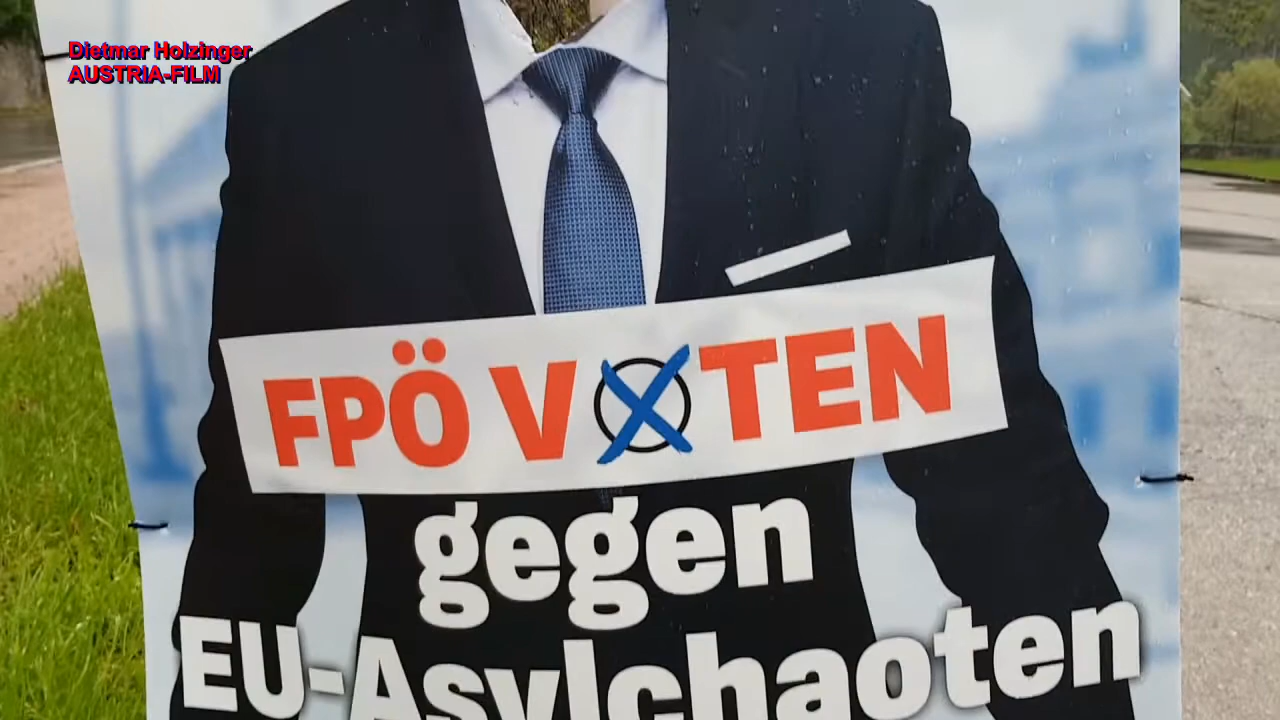 Dietmar Holzinger
AUSTRIA-FILM
FPÖ VOTEN
gegen
EU-Asylchaoten